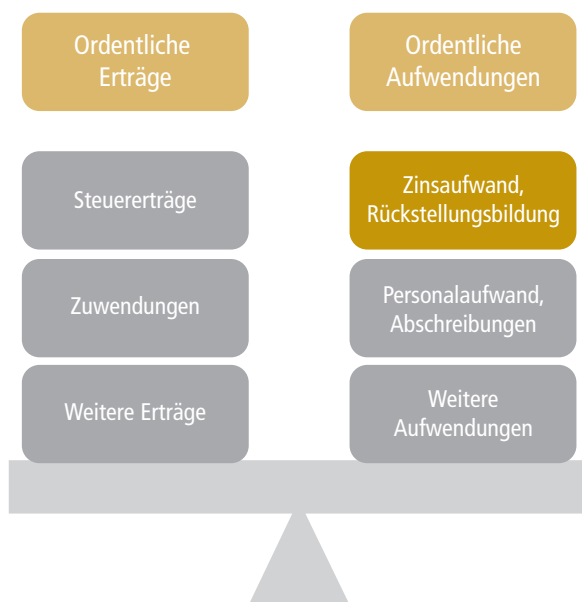 Ordentliche
Erträge
Ordentliche
Aufwendungen
Steuererträge
Zinsaufwand,
Rückstellungsbildung
Zuwendungen
Personalaufwand,
Abschreibungen
Weitere Erträge
Weitere
Aufwendungen